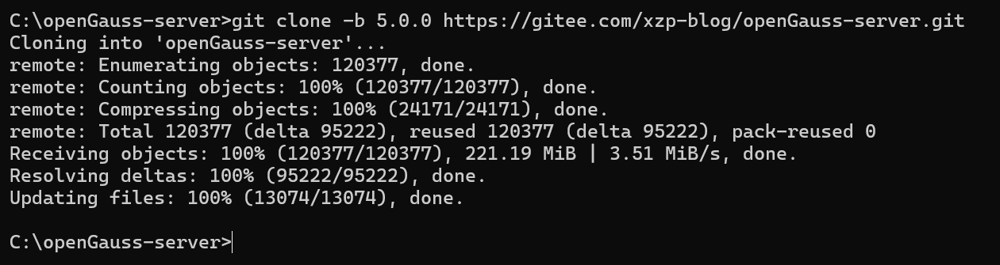 C:\openGauss-server>git clone -b 5.0.0 https://gitee.com/xzp-blog/openGauss-server.git
Cloning into 'openGauss-server'...
remote: Enumerating objects: 120377, done.
remote: Counting objects: 100% (120377/120377), done.
remote: Compressing objects: 100% (24171/24171), done.
remote: Total 120377 (delta 95222), reused 120377 (delta 95222), pack-reused 0
Receiving objects: 100% (120377/120377), 221.19 MiB | 3.51 MiB/s, done.
Resolving deltas: 100% (95222/95222), done.
Updating files: 100% (13074/13074), done.
C:\openGauss-server>